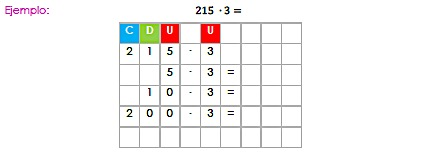 Ejemplo: 215 · 3 =
C D U U
2 1 5 · 3
5 · 3 =
1 0 · 3 =
2 0 0 · 3 =